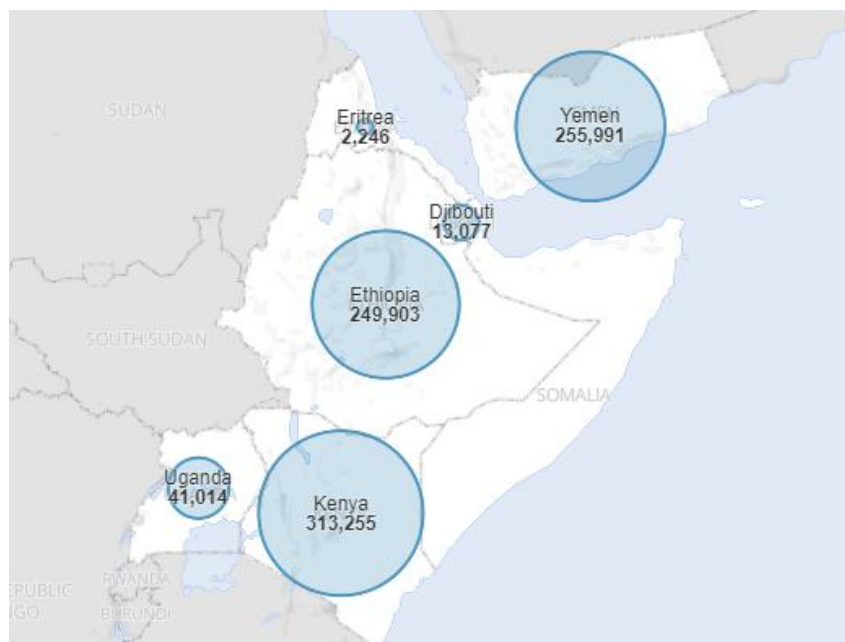 SUDAN
Eritrea
2,246
Yemen
255,991
Djibouti
13,077
Ethiopia
249,903
SOUTH SUDAN
SOMALIA
Uganda
41,014
Kenya
313,255
RWANDA
BURUNDI